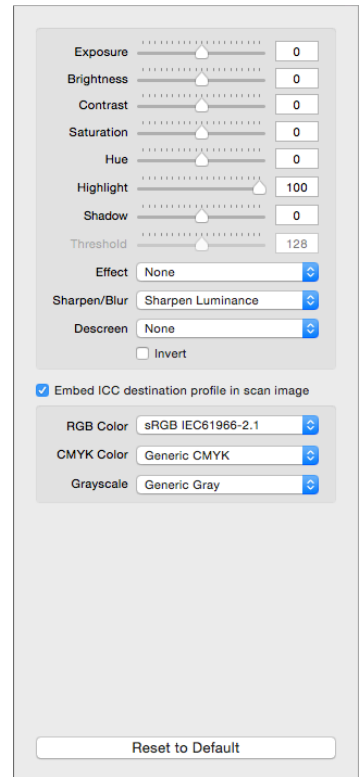 Exposure 0
Brightness 0
Contrast 0
Saturation 0
Hue 0
Highlight 100
Shadow 0
Threshold 128
Effect None
Sharpen/Blur Sharpen Luminance
Descreen None
Invert
Embed ICC destination profile in scan image
RGB Color sRGB IEC61966-2.1
CMYK Color Generic CMYK
Grayscale Generic Gray
Reset to Default